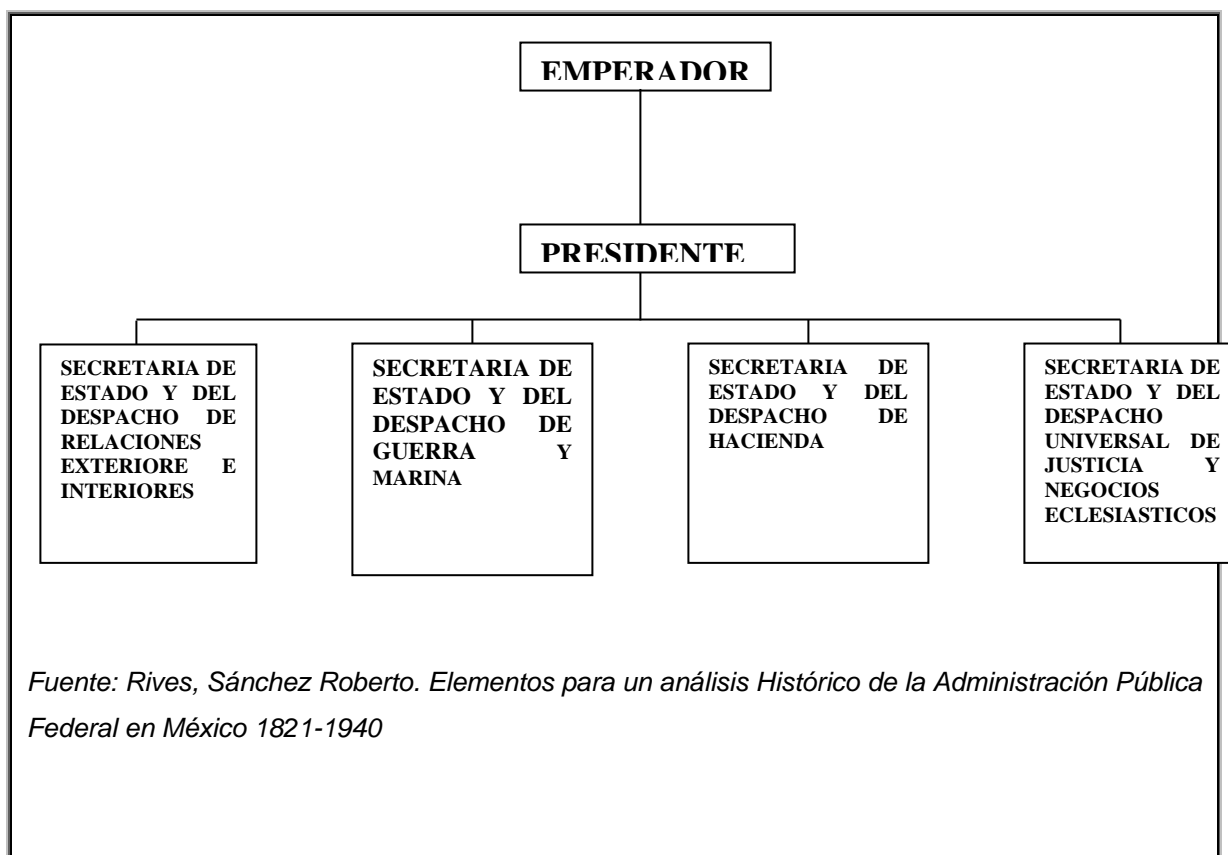 EMPERADOR
PRESIDENTE
SECRETARIA DE
ESTADO Y DEL
DESPACHO DE
RELACIONES
EXTERIORE E
INTERIORES
SECRETARIA DE
ESTADO Y DEL
DESPACHO DE
GUERRA Y
MARINA
SECRETARIA DE
ESTADO Y DEL
DESPACHO DE
HACIENDA
SECRETARIA DE
ESTADO Y DEL
DESPACHO
UNIVERSAL DE
JUSTICIA Y
NEGOCIOS
ECLESIASTICOS
Fuente: Rives, Sánchez Roberto. Elementos para un análisis Histórico de la Administración Pública
Federal en México 1821-1940